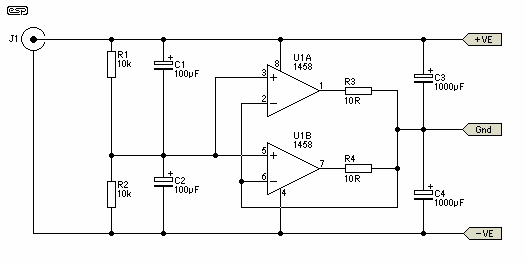 esp
J1
+VE
R1
10k
C1
100µF
U1A
1458
8
3
2
1
R3
10R
C3
1000µF
Gnd
U1B
1458
5
6
7
4
R4
10R
R2
10k
C2
100µF
C4
1000µF
-VE